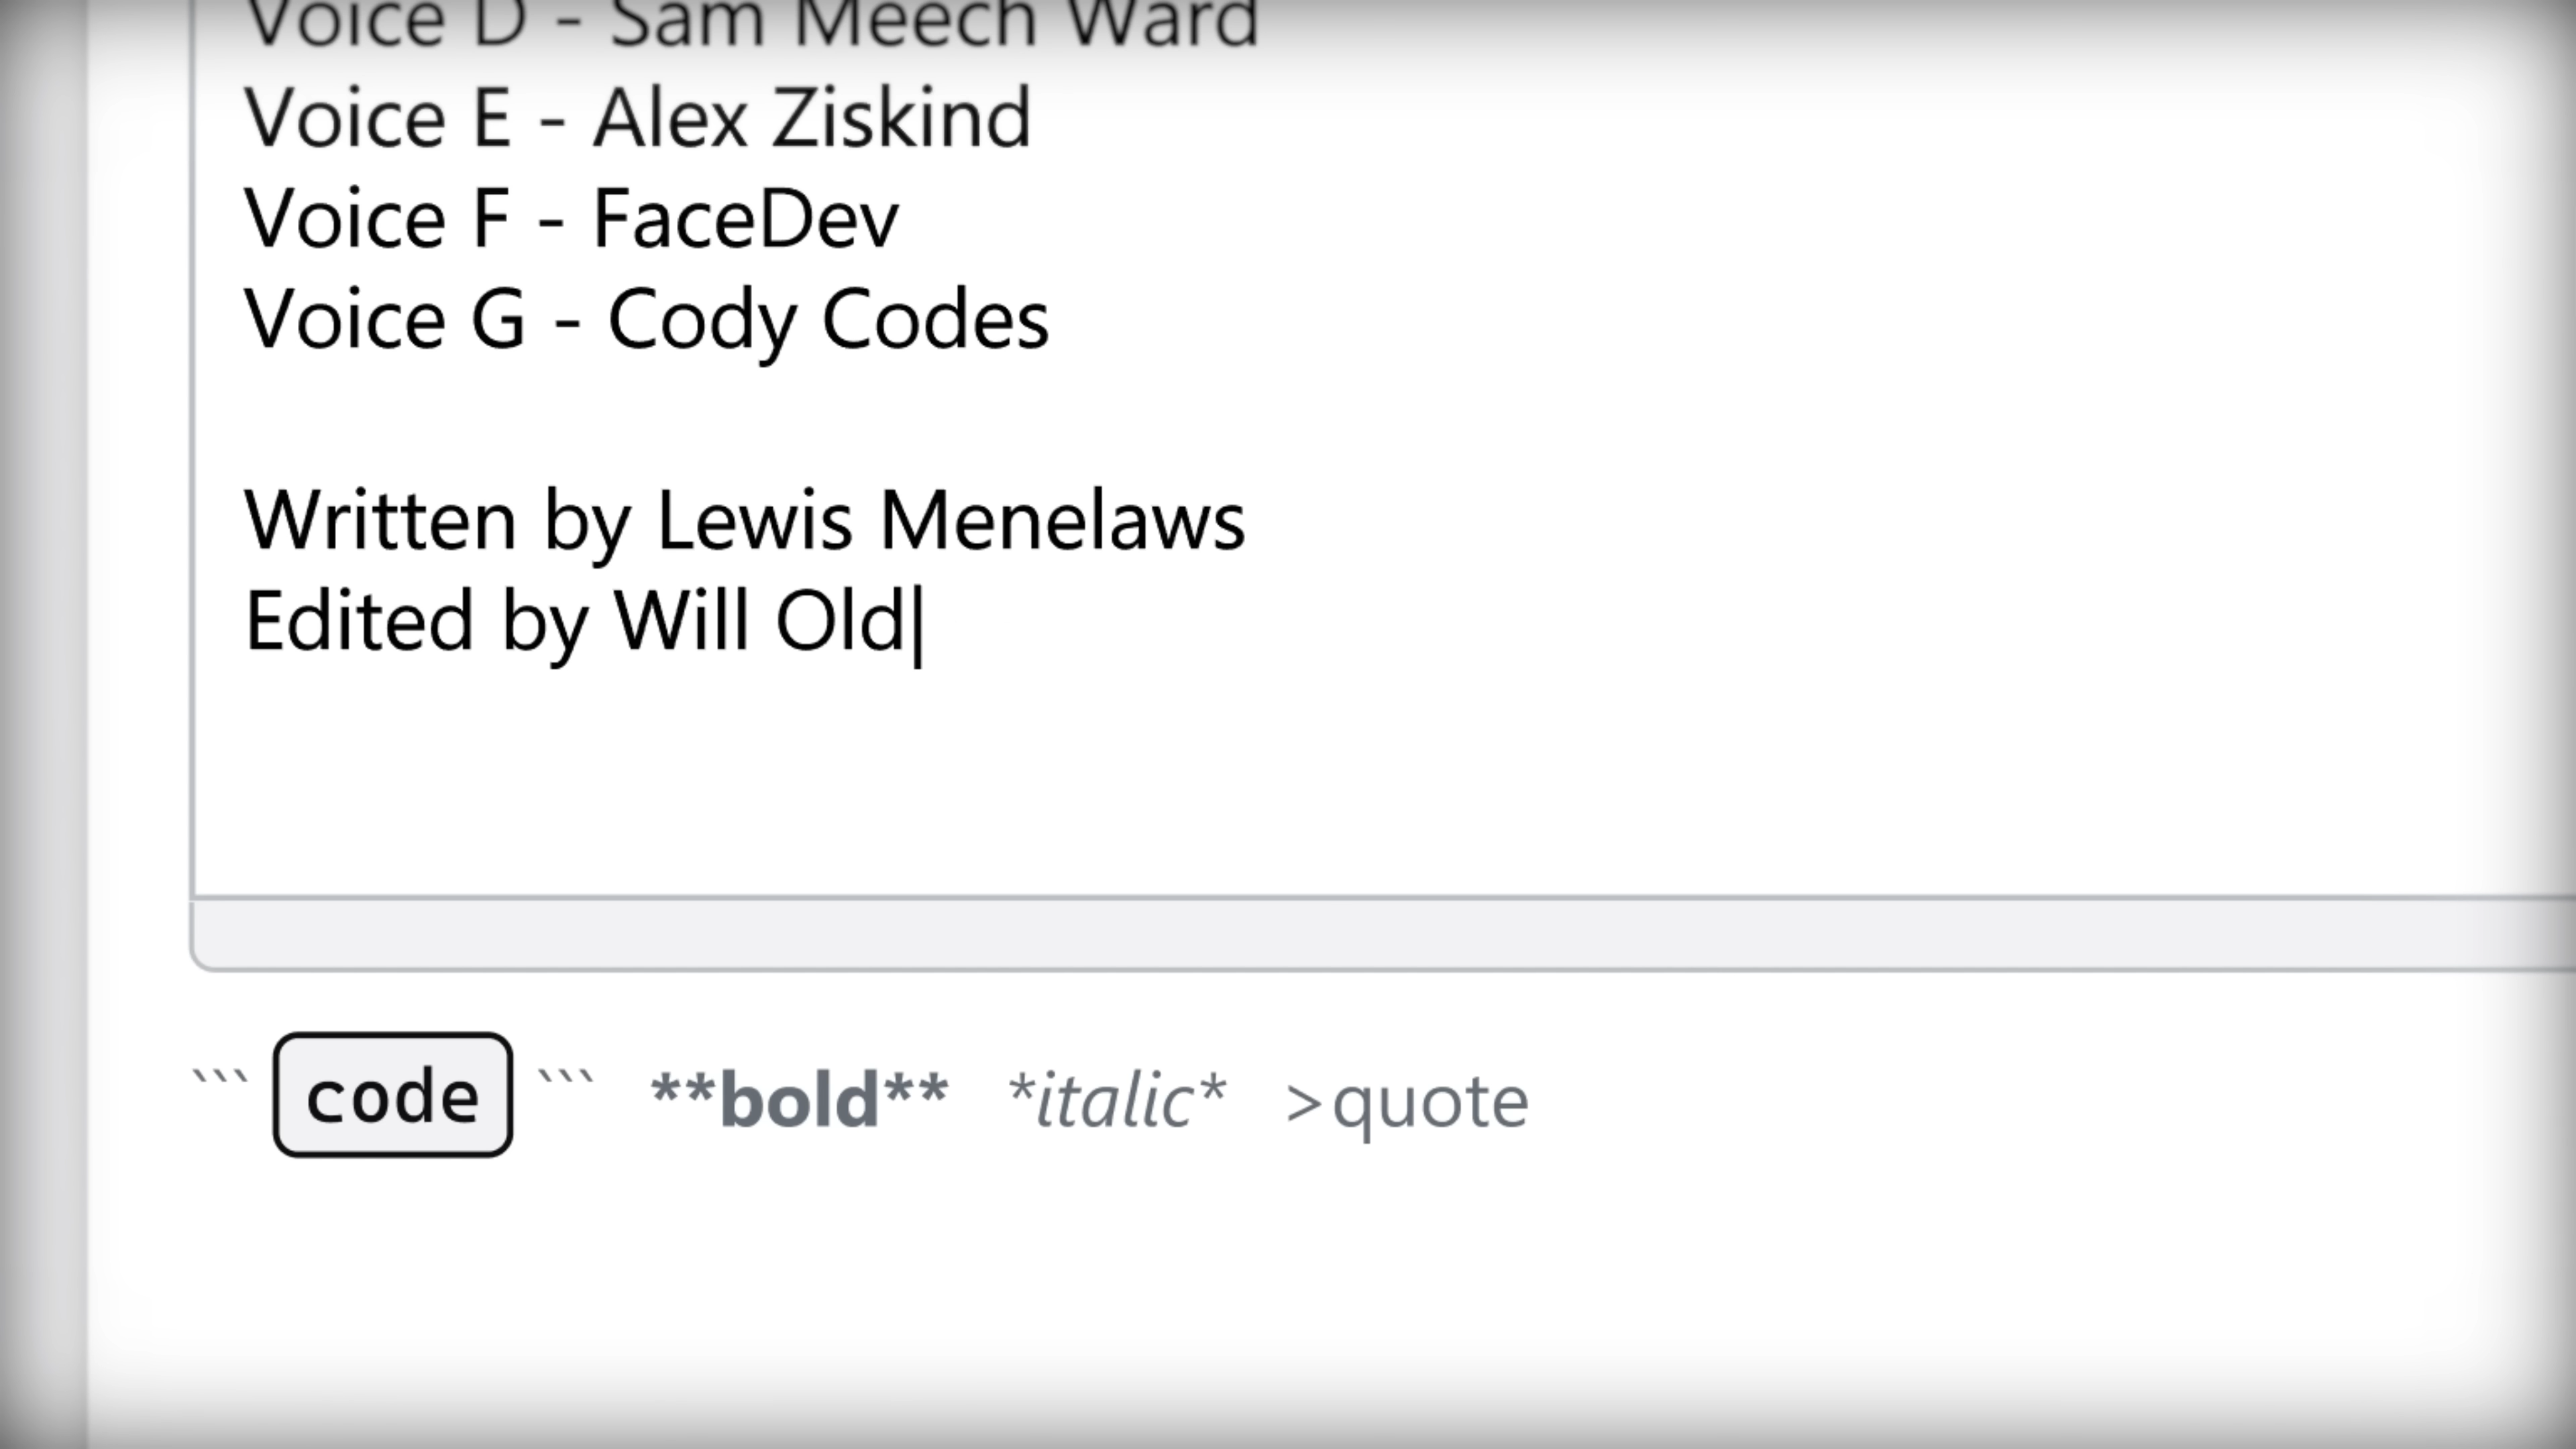 Voice D - Sam Meech Ward
Voice E - Alex Ziskind
Voice F - FaceDev
Voice G - Cody Codes
Written by Lewis Menelaws
Edited by Will Old
``` code ``` **bold** *italic* >quote